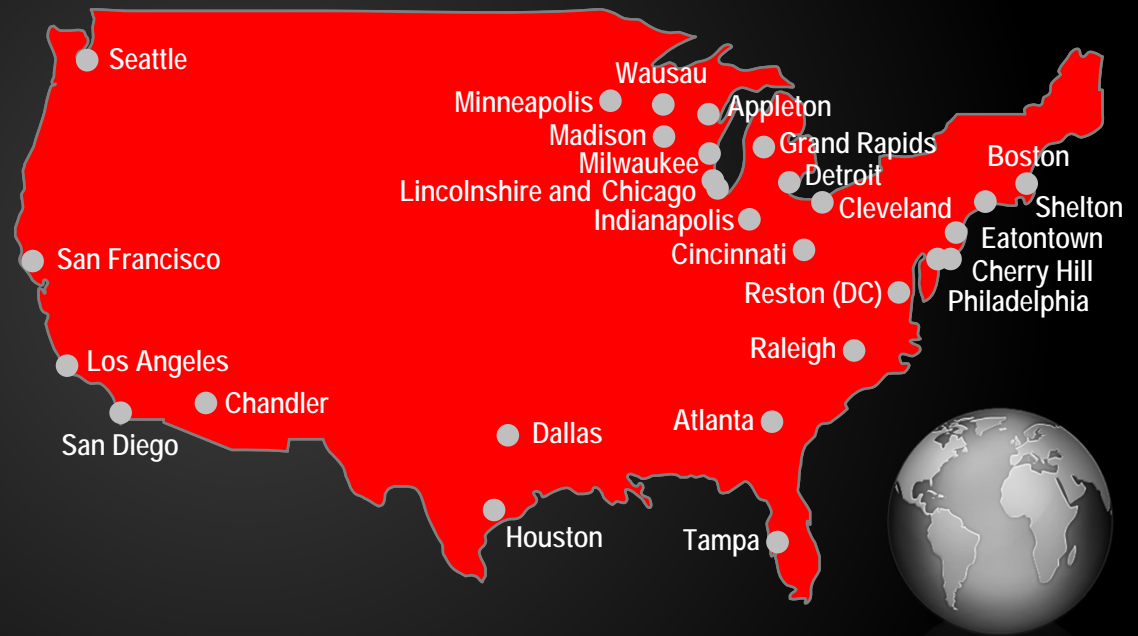 Seattle
Wausau
Minneapolis
Appleton
Madison
Grand Rapids
Milwaukee
Boston
Detroit
Lincolnshire and Chicago
Cleveland
Shelton
Indianapolis
Eatontown
Cincinnati
San Francisco
Cherry Hill
Reston (DC)
Philadelphia
Raleigh
Los Angeles
Chandler
Atlanta
Dallas
San Diego
Houston
Tampa